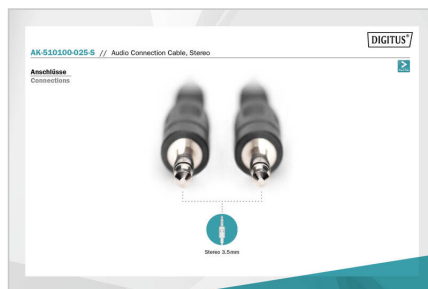 DIGITUS®
AK-510100-025-S // Audio Connection Cable, Stereo
Anschlüsse
Connections
Stereo 3.5mm